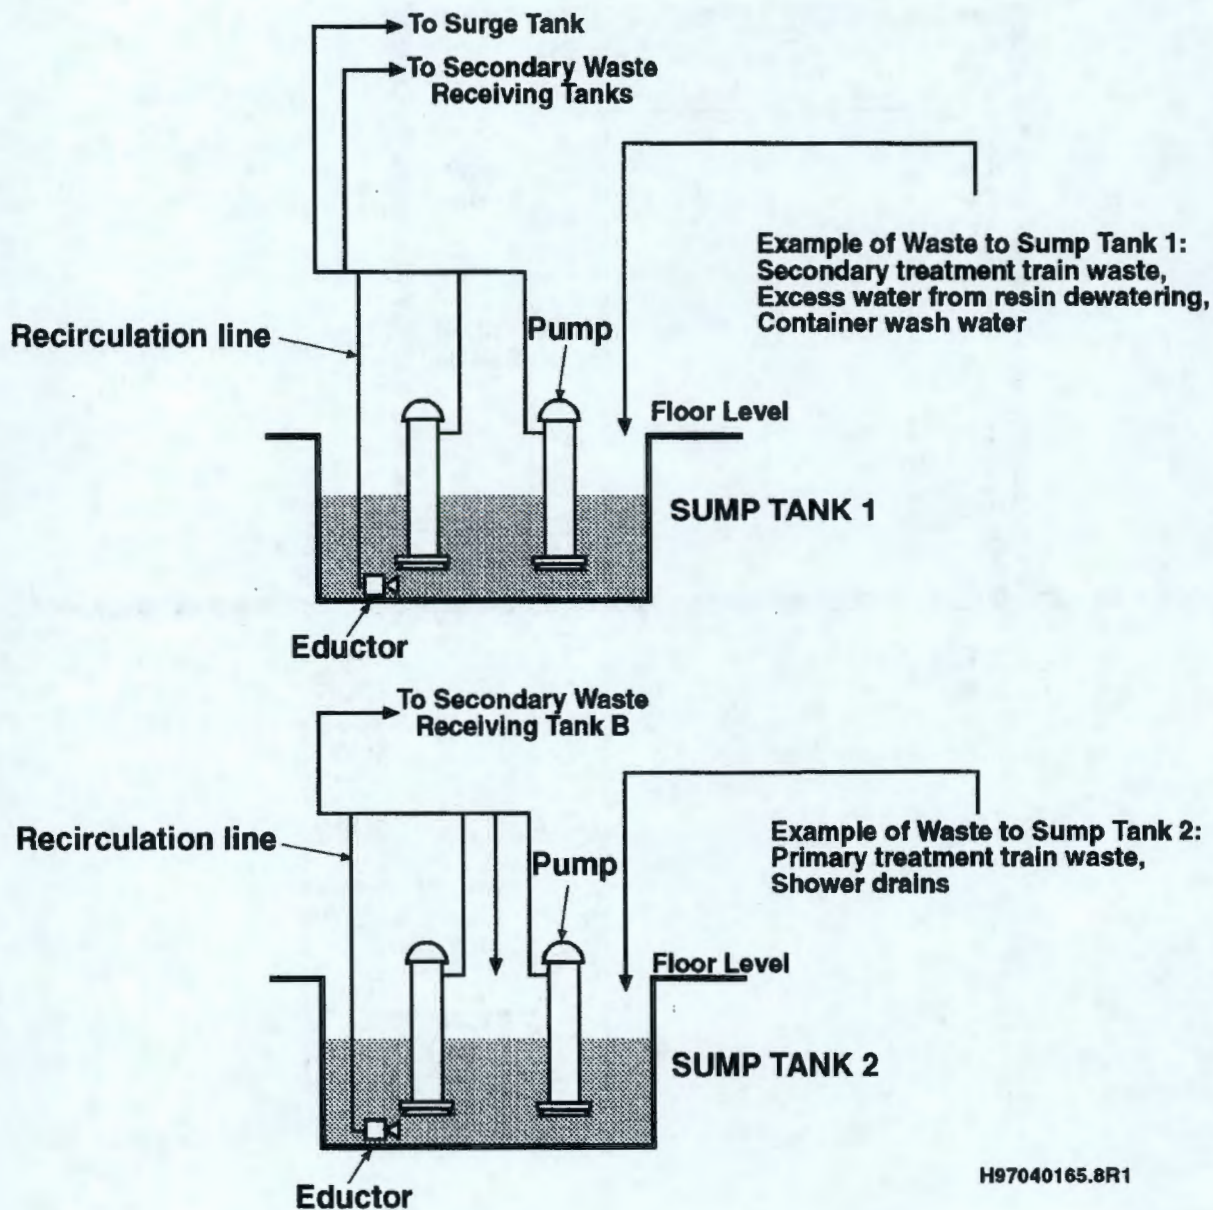 To Surge Tank
To Secondary Waste
Receiving Tanks
Example of Waste to Sump Tank 1:
Secondary treatment train waste,
Excess water from resin dewatering,
Container wash water
Recirculation line
Pump
Floor Level
SUMP TANK 1
Eductor
To Secondary Waste
Receiving Tank B
Example of Waste to Sump Tank 2:
Primary treatment train waste,
Shower drains
Recirculation line
Pump
Floor Level
SUMP TANK 2
Eductor
H97040165.8R1